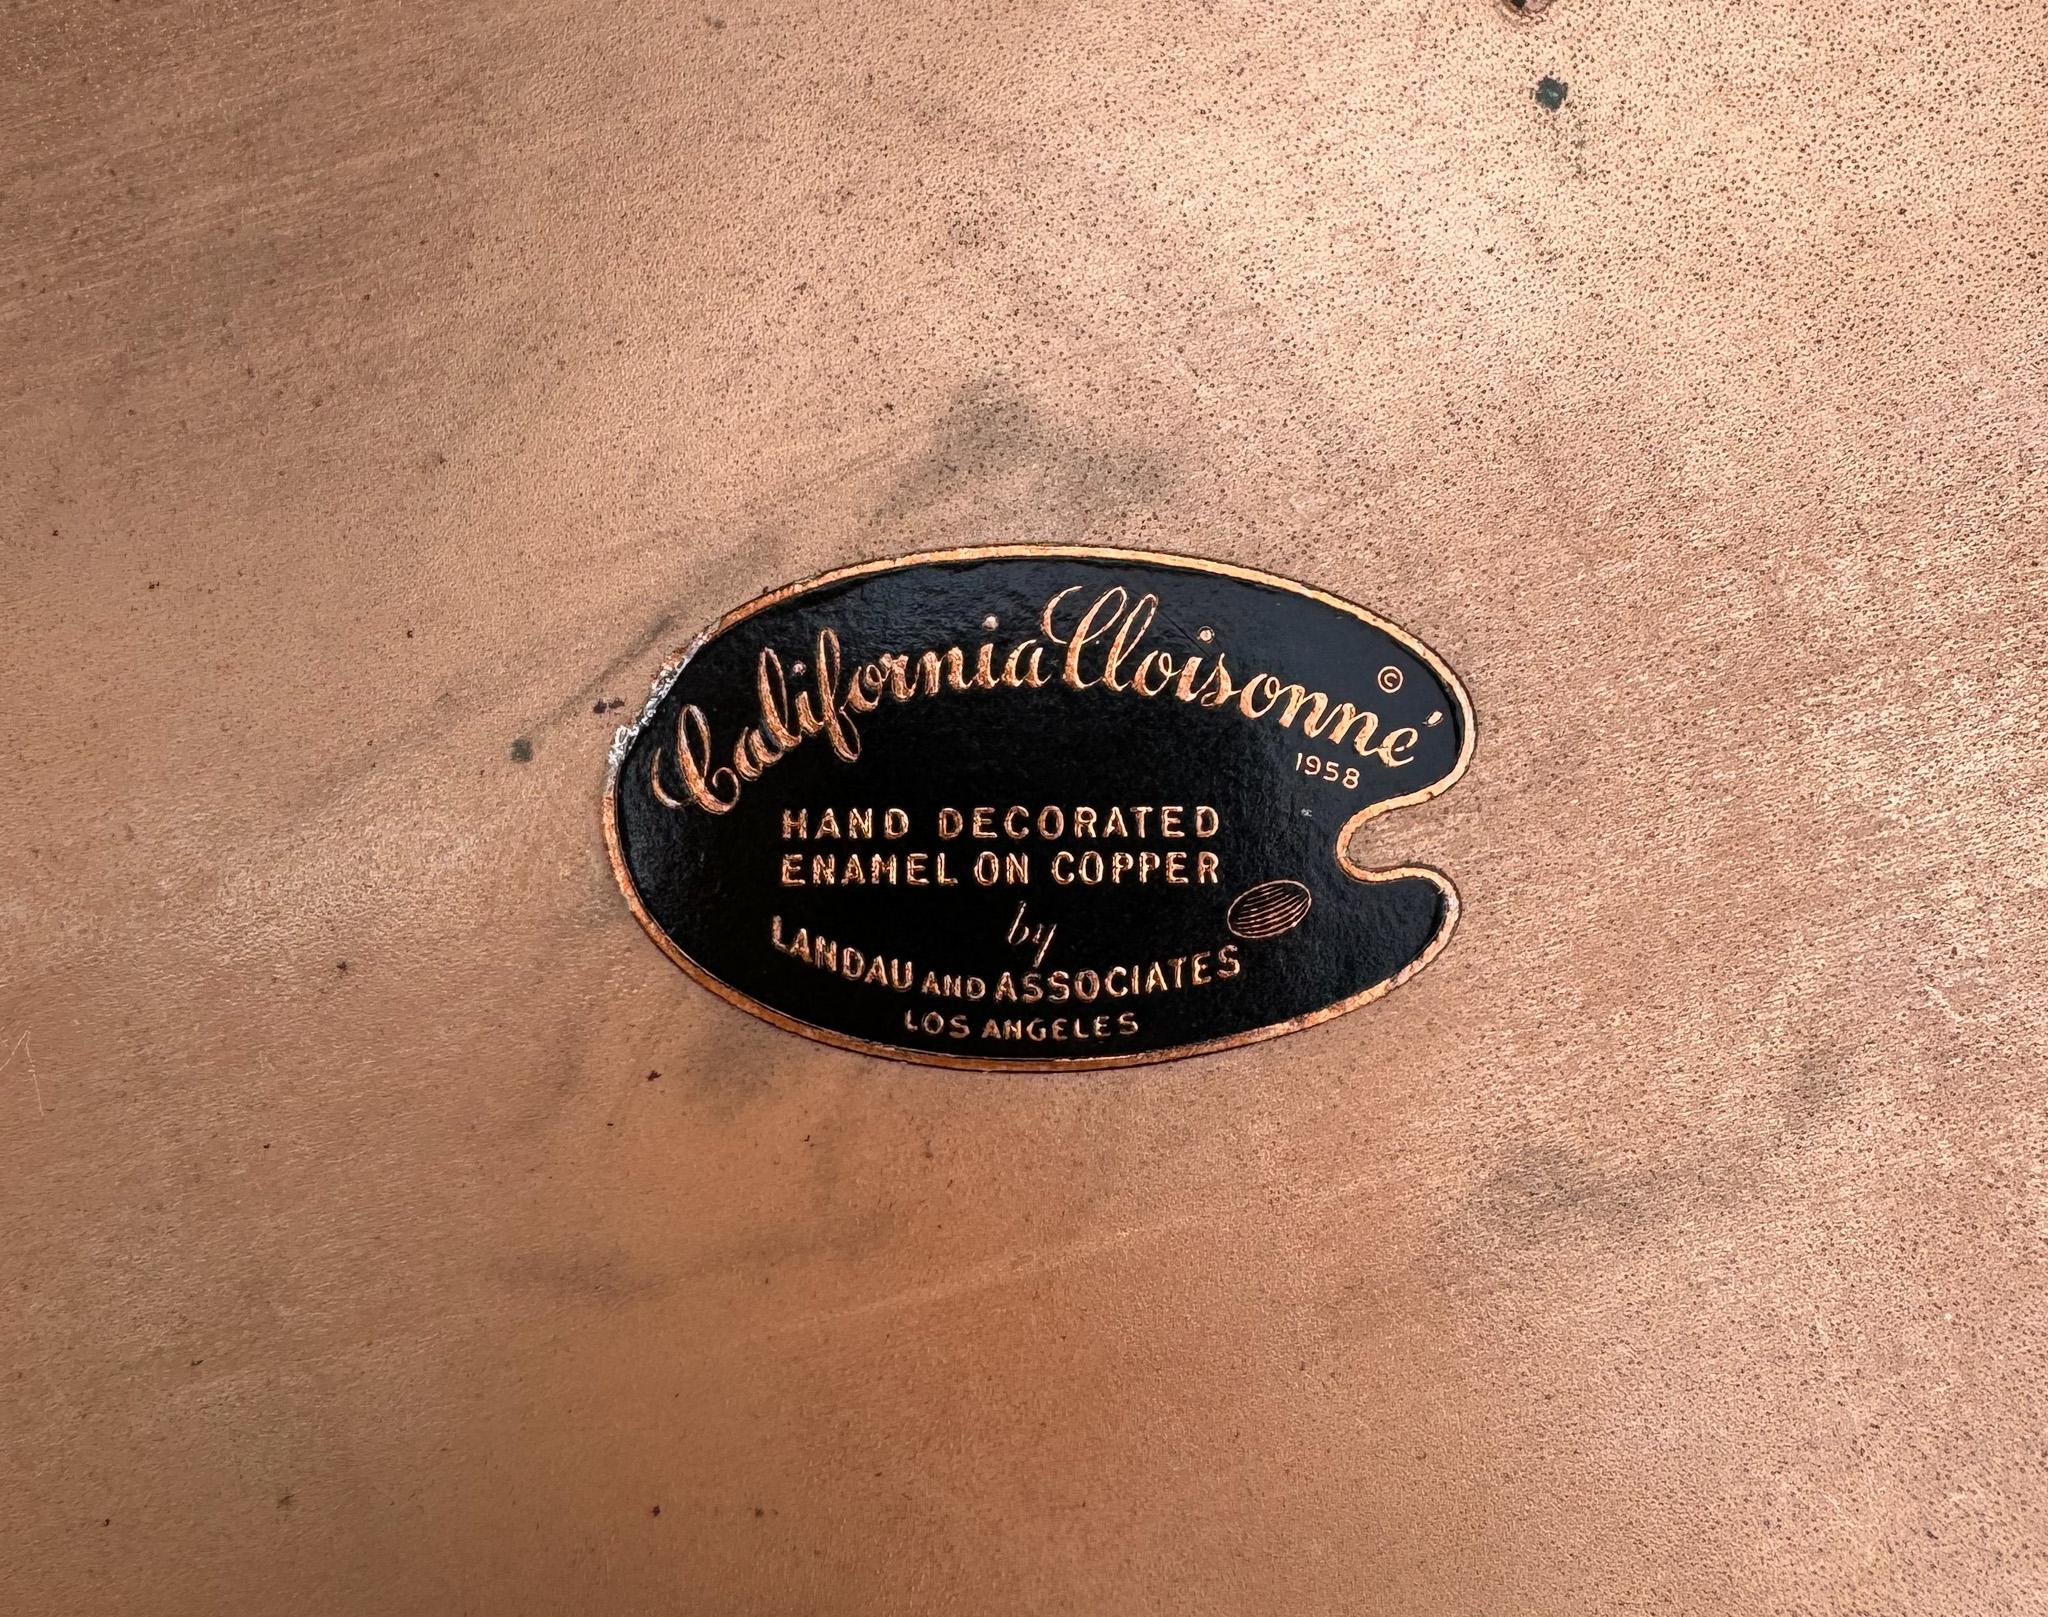 California Cloisonné ©
1958
HAND DECORATED
ENAMEL ON COPPER
by
LANDAU AND ASSOCIATES
LOS ANGELES